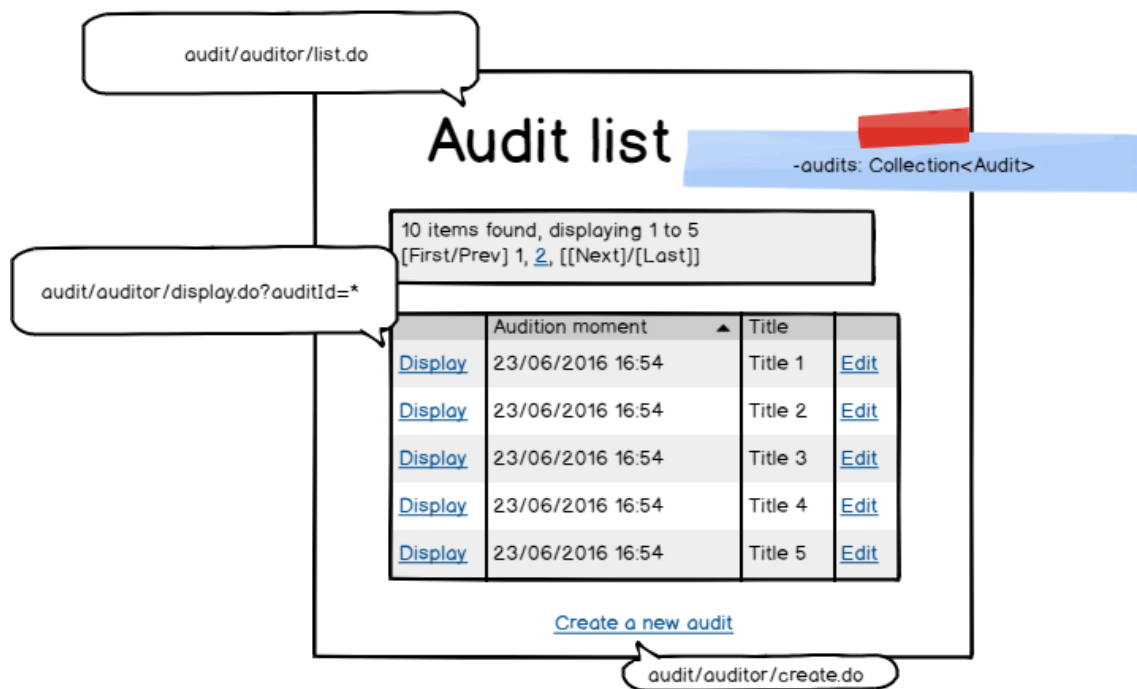 audit/auditor/list.do
Audit list
-audits: Collection<Audit>
10 items found, displaying 1 to 5
[First/Prev] 1, 2, [[Next]/[Last]]
audit/auditor/display.do?auditId=*
Audition moment ▲ Title
Display 23/06/2016 16:54 Title 1 Edit
Display 23/06/2016 16:54 Title 2 Edit
Display 23/06/2016 16:54 Title 3 Edit
Display 23/06/2016 16:54 Title 4 Edit
Display 23/06/2016 16:54 Title 5 Edit
Create a new audit
audit/auditor/create.do